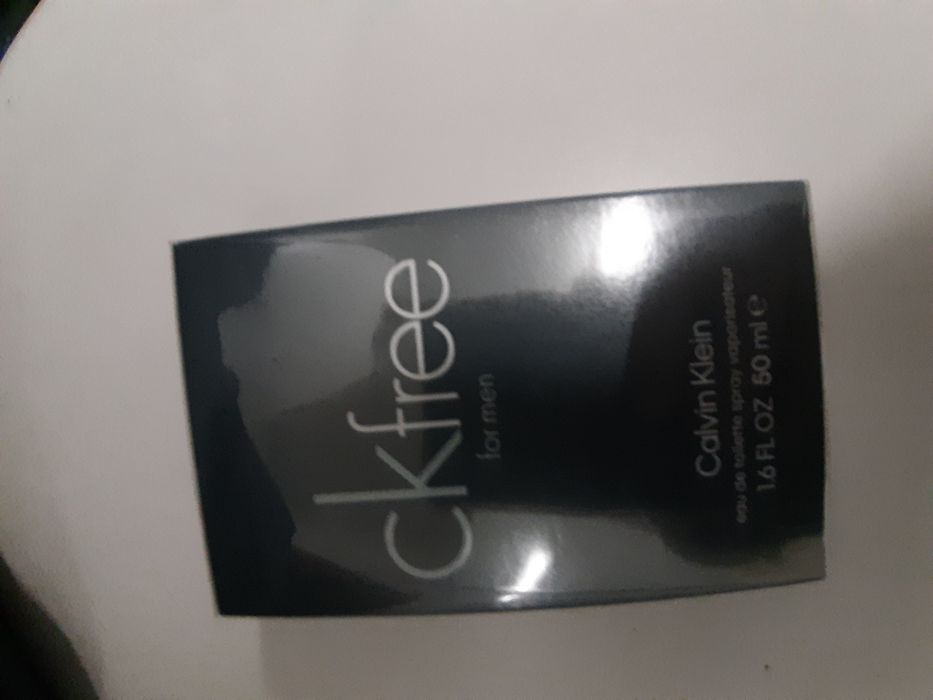 ckfree
for men
Calvin Klein
eau de toilette spray vaporisateur
1.6 FL OZ 50 ml ℮